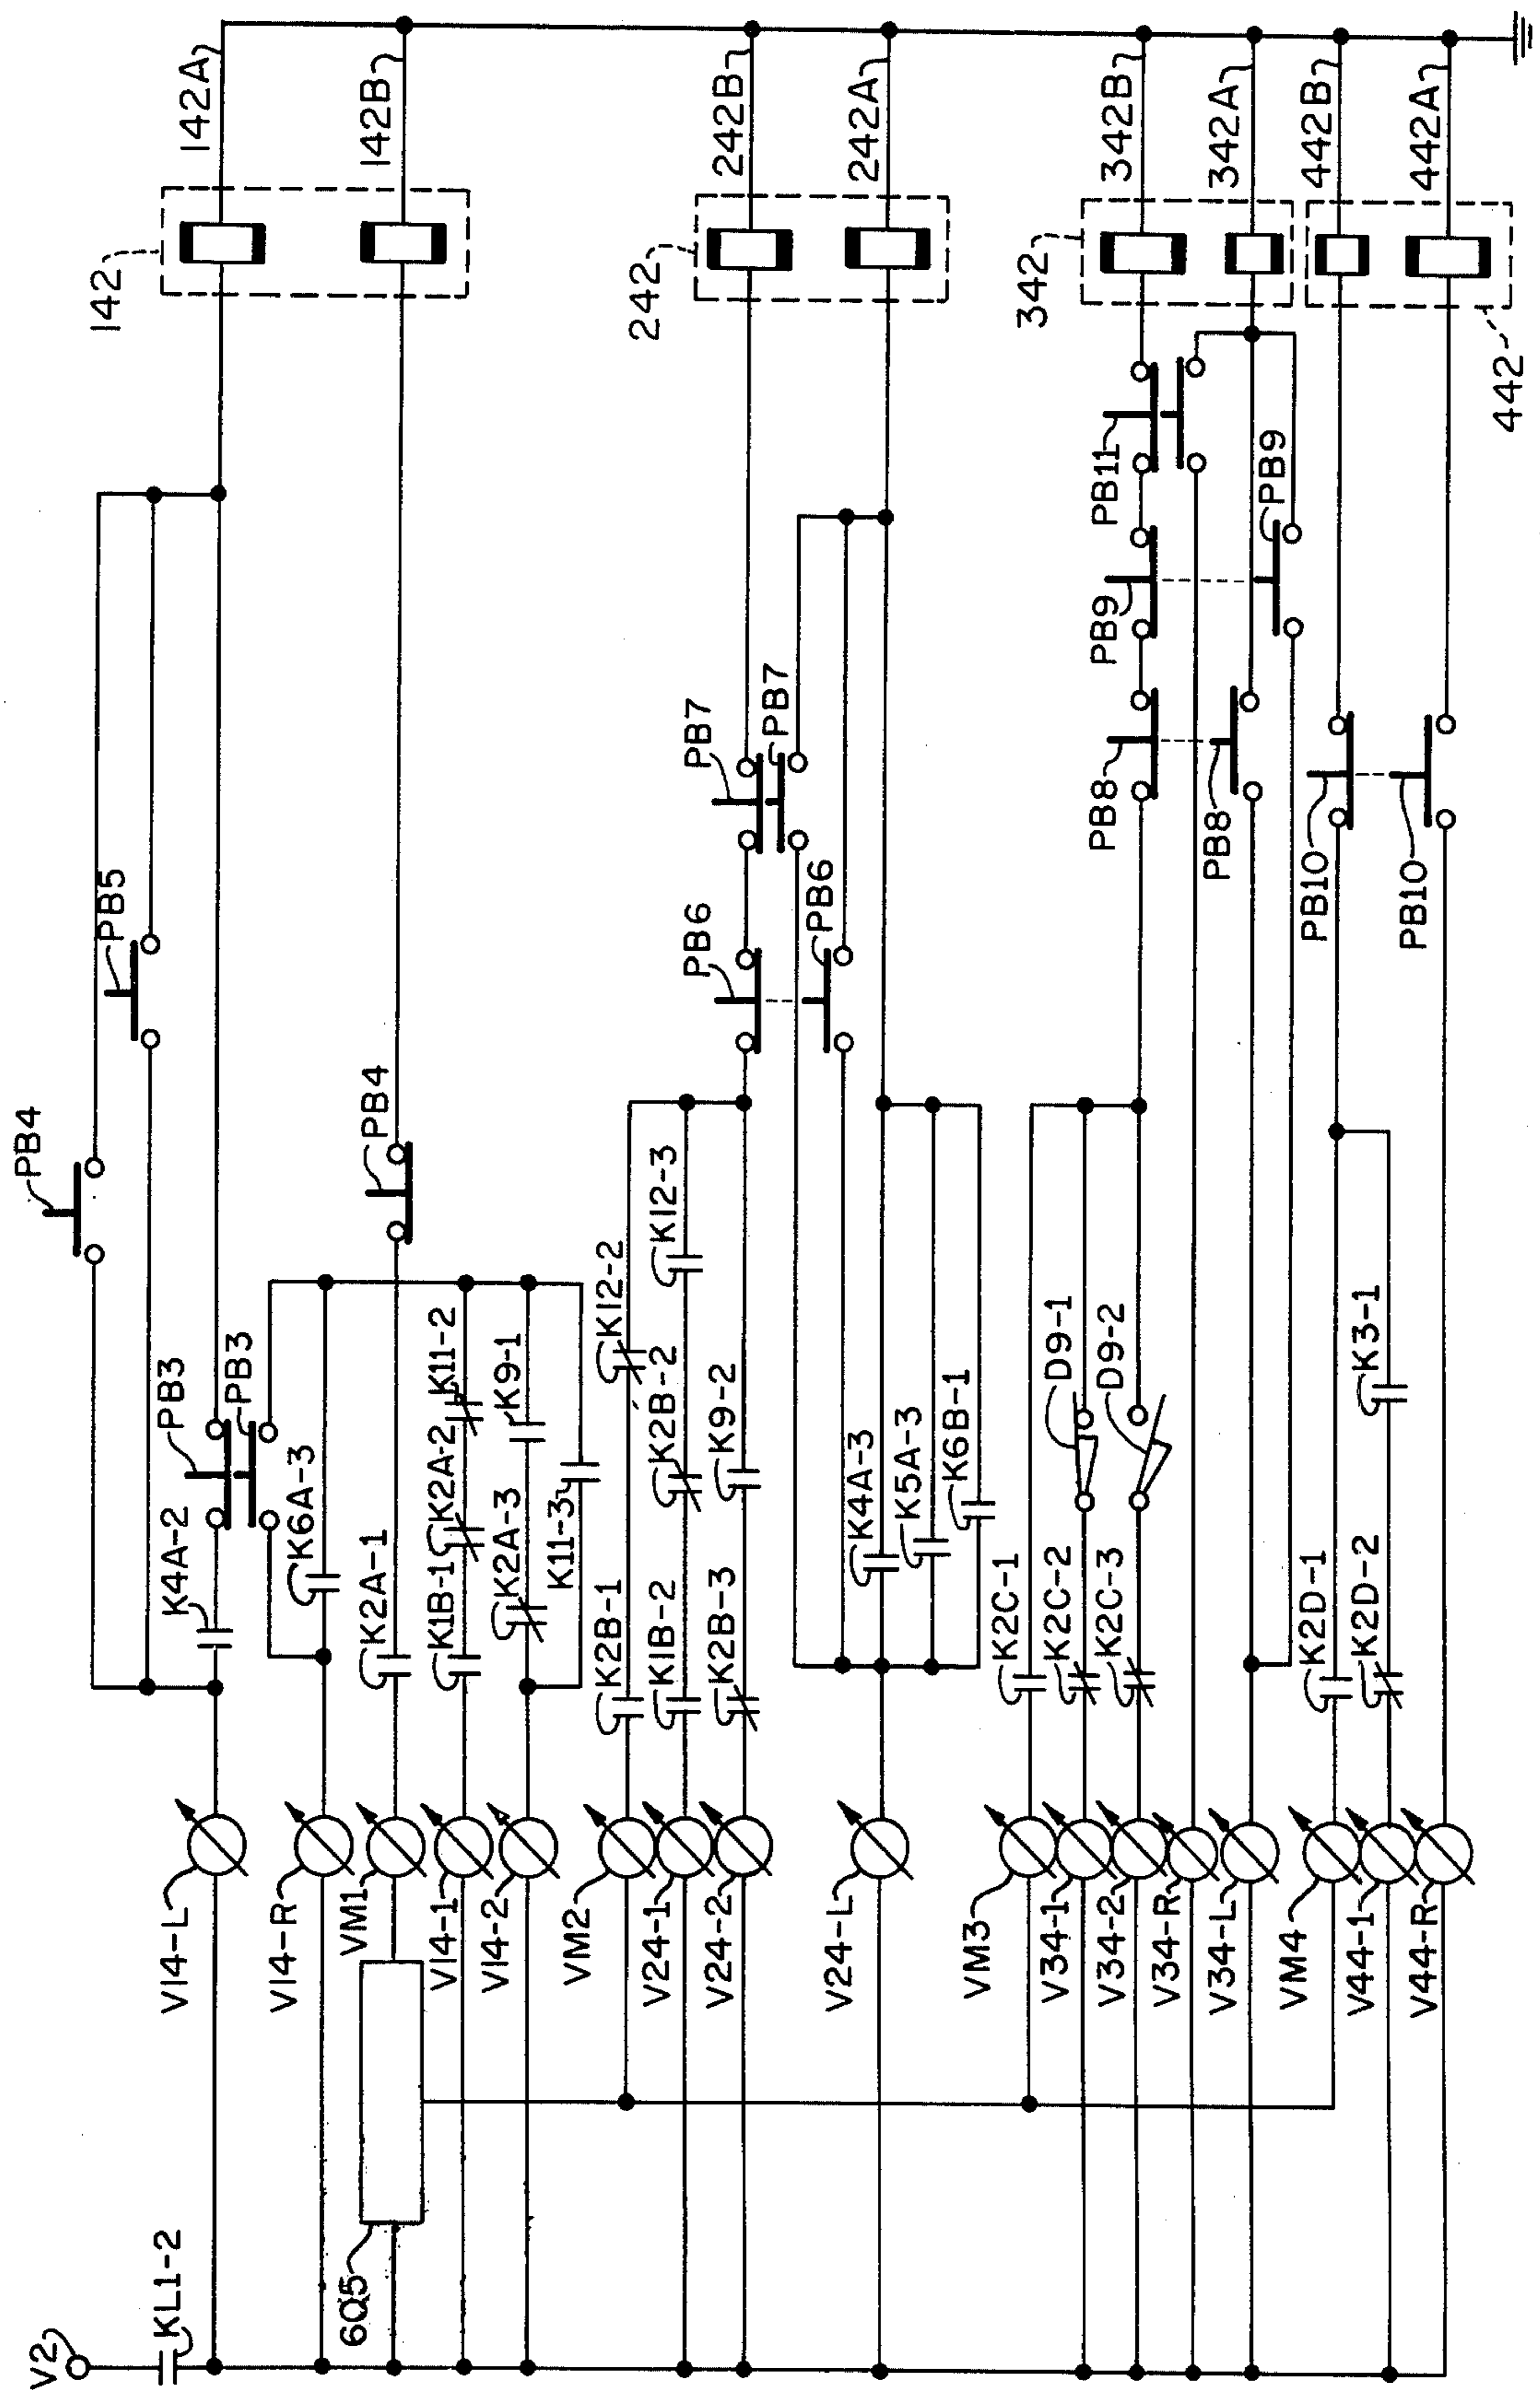 V2
KL1-2
6Q5
V14-L
V14-R
VM1
V14-1
V14-2
VM2
V24-1
V24-2
V24-L
VM3
V34-1
V34-2
V34-R
V34-L
VM4
V44-1
V44-R
K4A-2
PB3
PB3
K6A-3
K2A-1
K1B-1
K2A-2
K11-2
K2A-3
K9-1
K11-3
K2B-1
K12-2
K1B-2
K2B-2
K12-3
K2B-3
K9-2
K4A-3
K5A-3
K6B-1
K2C-1
K2C-2
D9-1
K2C-3
D9-2
K2D-1
K2D-2
K3-1
PB4
PB5
PB4
PB6
PB6
PB7
PB7
PB8
PB8
PB9
PB9
PB11
PB10
PB10
142
242
342
442
142A
142B
242B
242A
342B
342A
442B
442A